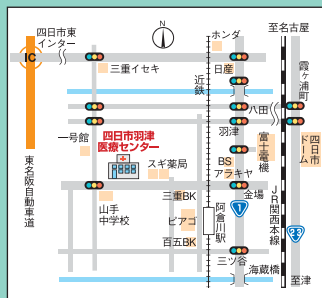 四日市東
インター
N
ホンダ
至名古屋
IC
三重イセキ
近鉄
日産
霞ヶ浦町
八田
一号館
四日市羽津
医療センター
羽津
富士電機
四日市
ドーム
東名阪自動車道
スギ薬局
BS
アラキヤ
山手
中学校
三重BK
阿倉川駅
金場
1
JR関西本線
ピアゴ
23
百五BK
三ツ谷
海蔵橋
至津